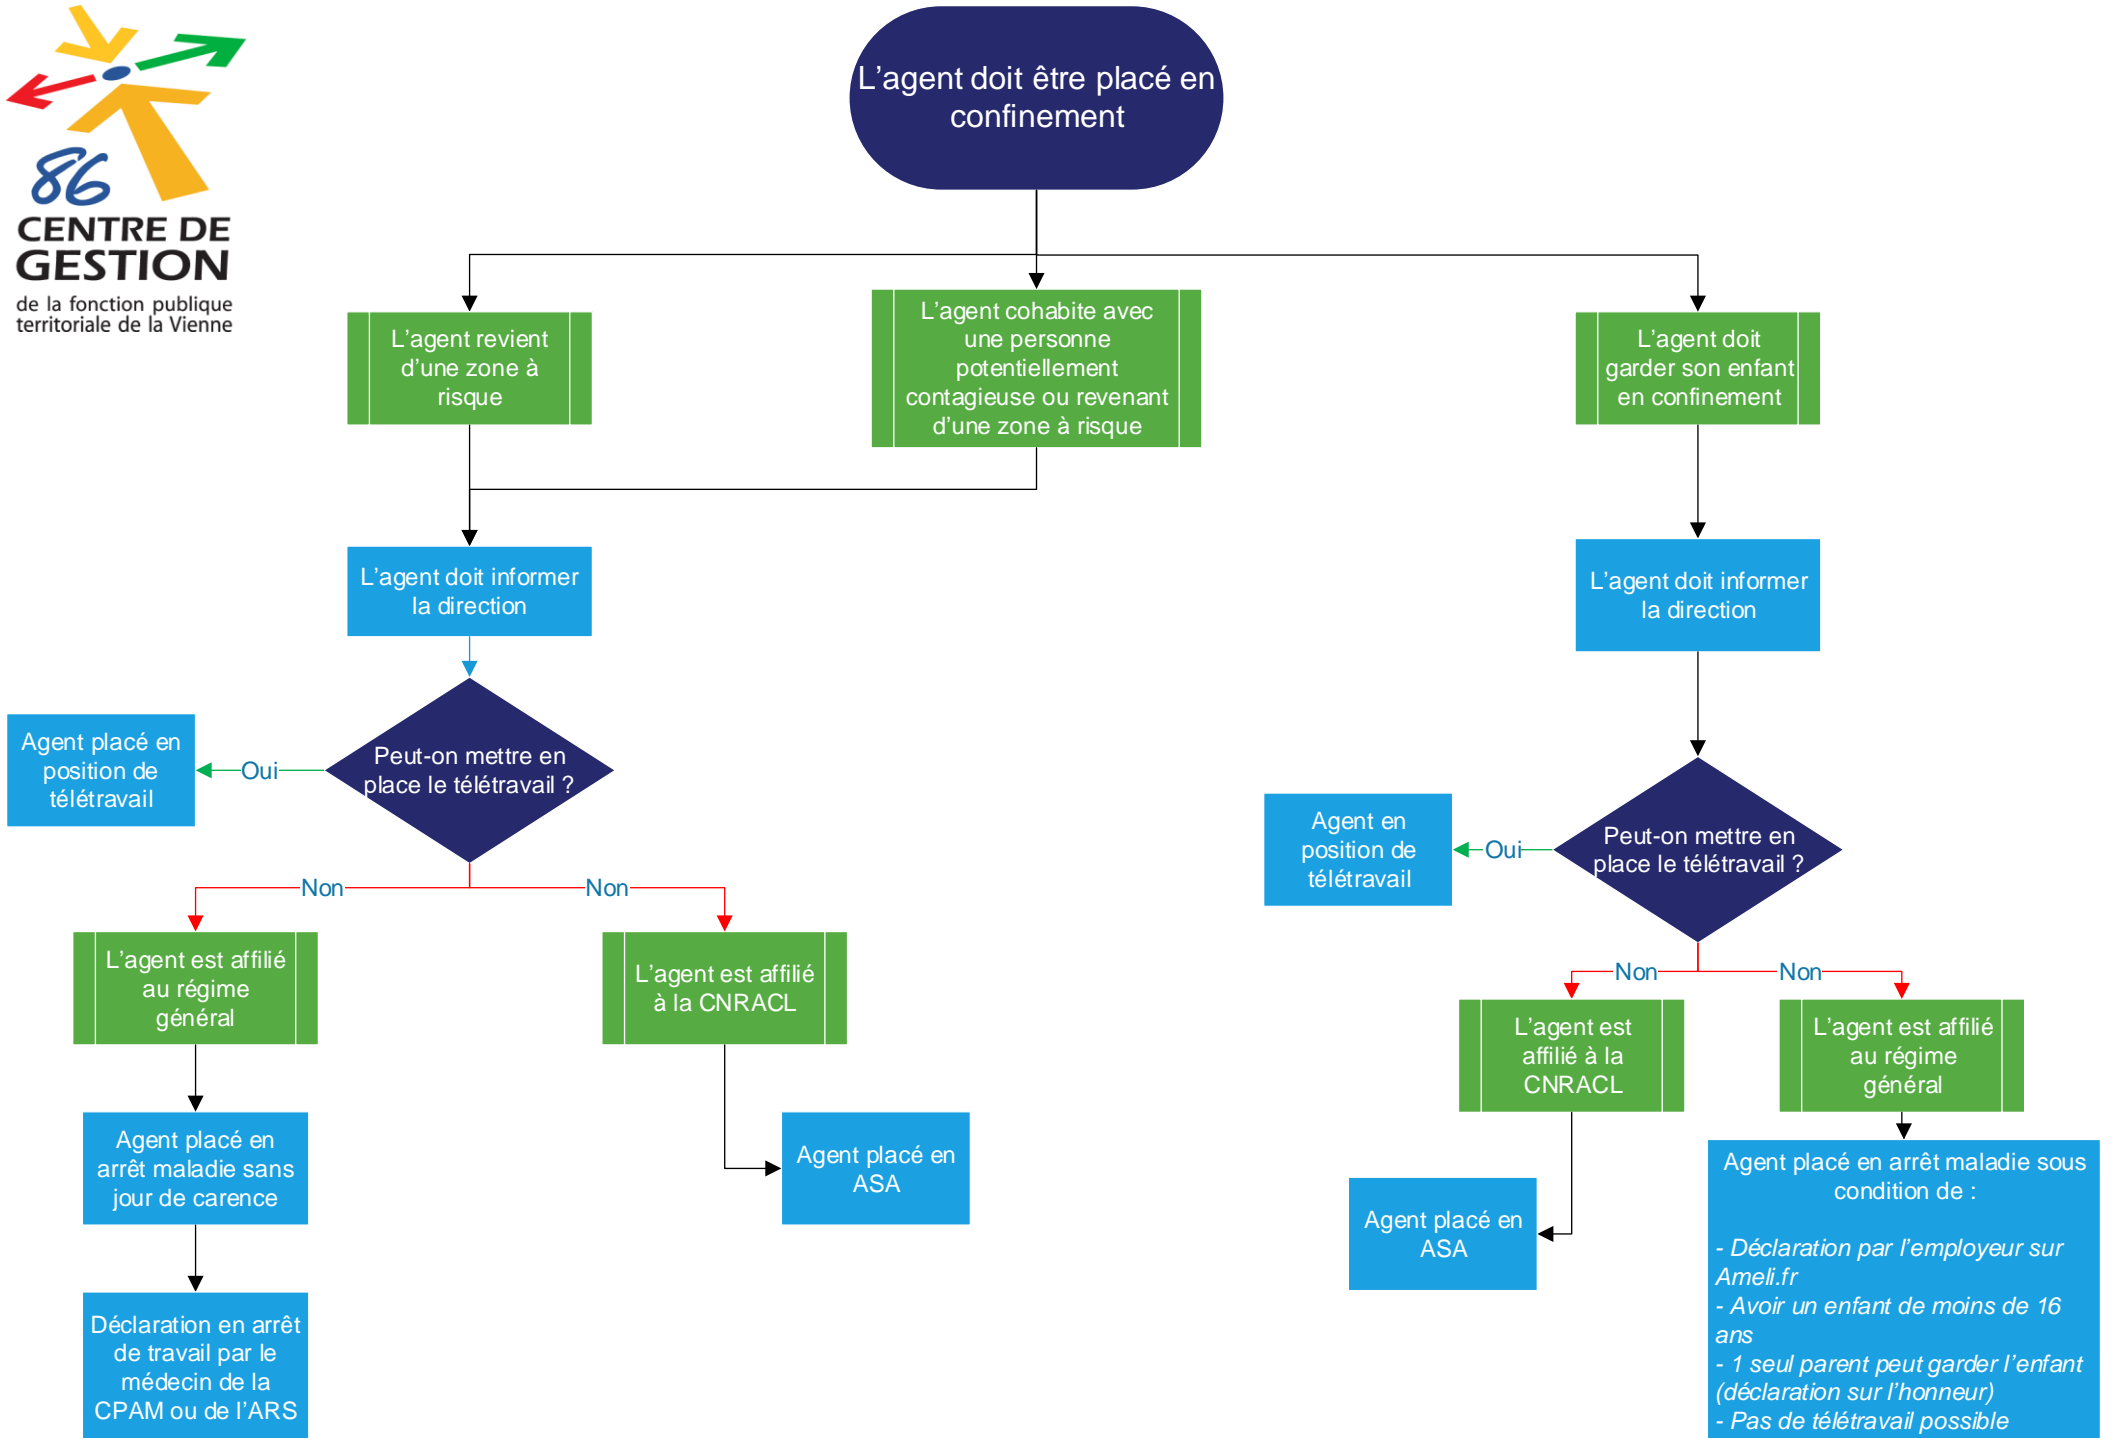 86
CENTRE DE
GESTION
de la fonction publique
territoriale de la Vienne
L'agent doit être placé en
confinement
L'agent revient
d'une zone à
risque
L'agent cohabite avec
une personne
potentiellement
contagieuse ou revenant
d'une zone à risque
L'agent doit
garder son enfant
en confinement
L'agent doit informer
la direction
L'agent doit informer
la direction
Agent placé en
position de
télétravail
Oui
Peut-on mettre en
place le télétravail ?
Agent en
position de
télétravail
Oui
Peut-on mettre en
place le télétravail ?
Non
Non
Non
Non
L'agent est affilié
au régime
général
L'agent est affilié
à la CNRACL
L'agent est
affilié à la
CNRACL
L'agent est affilié
au régime
général
Agent placé en
arrêt maladie sans
jour de carence
Agent placé en
ASA
Agent placé en
ASA
Agent placé en arrêt maladie sous
condition de :
- Déclaration par l'employeur sur
Ameli.fr
- Avoir un enfant de moins de 16
ans
- 1 seul parent peut garder l'enfant
(déclaration sur l'honneur)
- Pas de télétravail possible
Déclaration en arrêt
de travail par le
médecin de la
CPAM ou de l'ARS